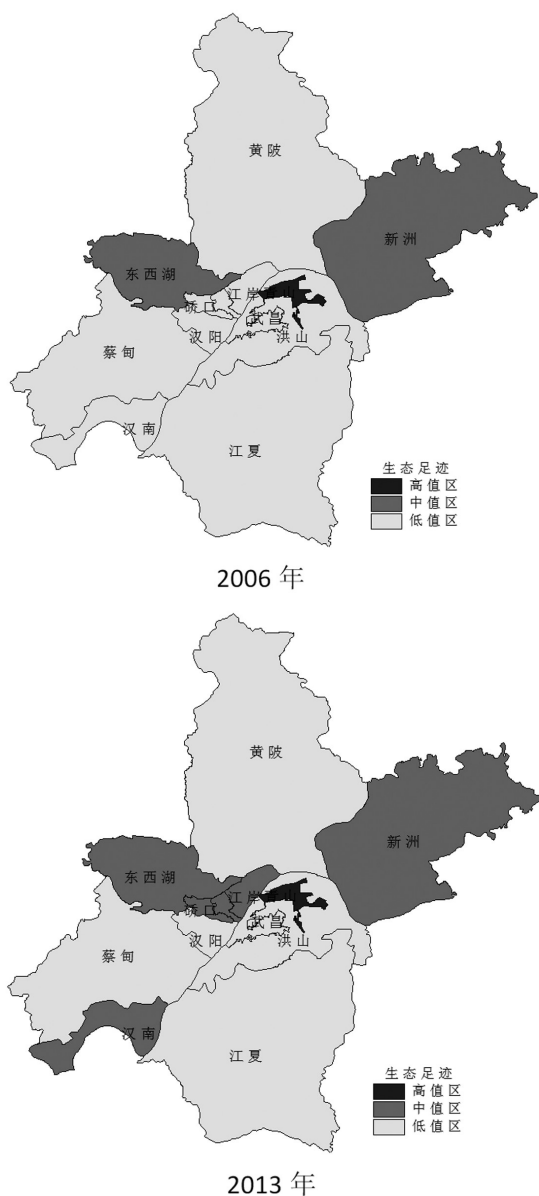 黄陂
新洲
东西湖
江岸
青山
硚口
武昌
汉阳
洪山
蔡甸
汉南
江夏
生态足迹
高值区
中值区
低值区
2006 年
黄陂
新洲
东西湖
江岸
青山
硚口
武昌
汉阳
洪山
蔡甸
汉南
江夏
生态足迹
高值区
中值区
低值区
2013 年